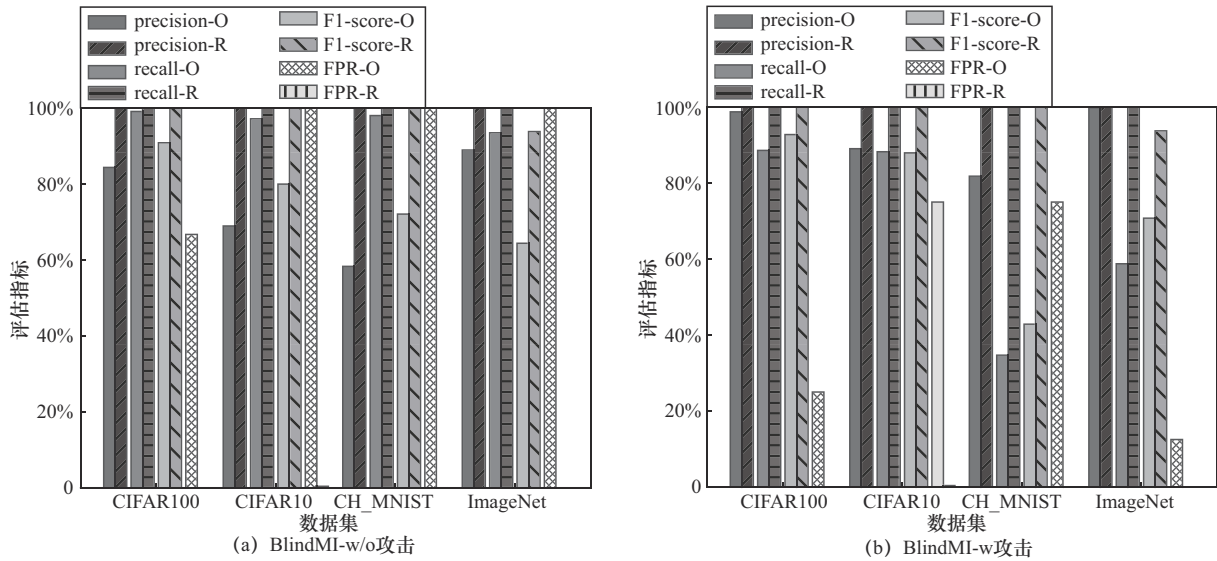 precision-O
F1-score-O
precision-R
F1-score-R
recall-O
FPR-O
recall-R
FPR-R
100%
80%
60%
40%
20%
0
评估指标
CIFAR100 CIFAR10 CH_MNIST ImageNet
数据集
(a) BlindMI-w/o攻击
precision-O
F1-score-O
precision-R
F1-score-R
recall-O
FPR-O
recall-R
FPR-R
100%
80%
60%
40%
20%
0
评估指标
CIFAR100 CIFAR10 CH_MNIST ImageNet
数据集
(b) BlindMI-w攻击